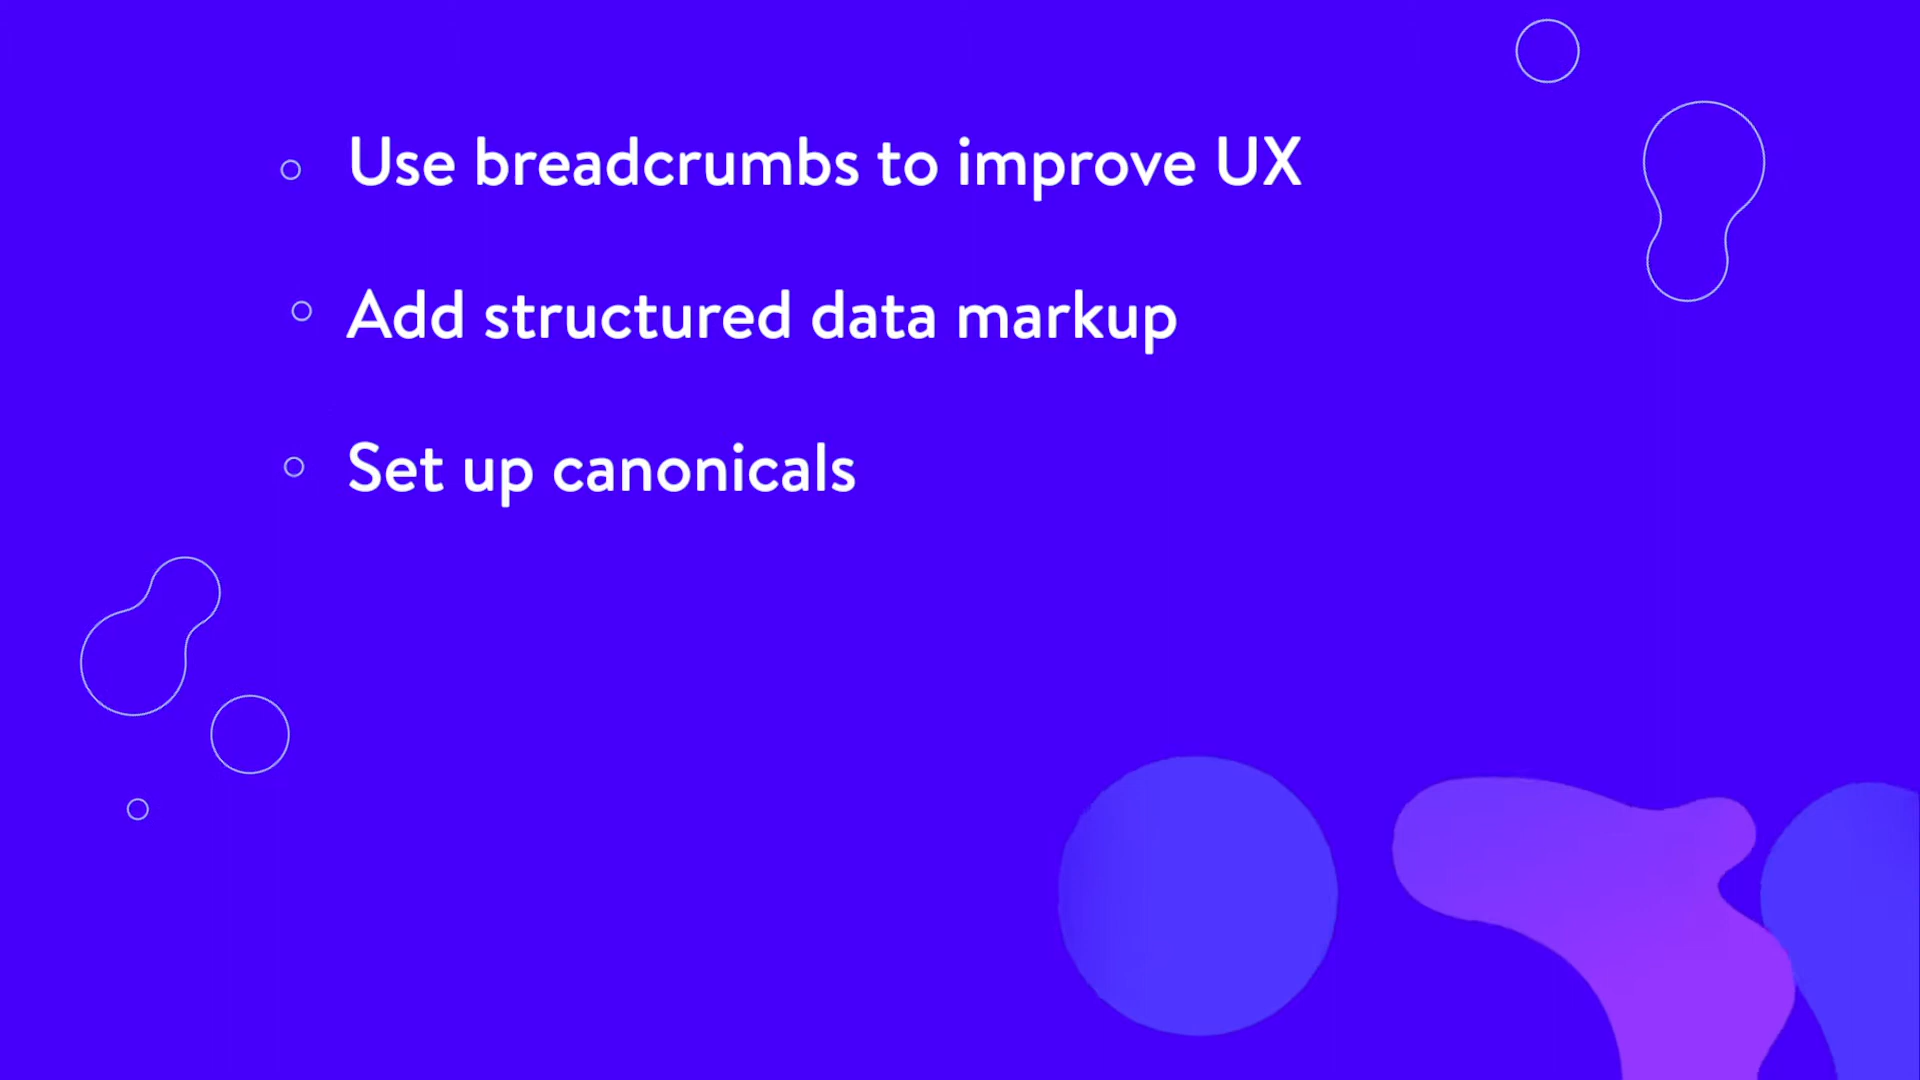 Use breadcrumbs to improve UX
Add structured data markup
Set up canonicals